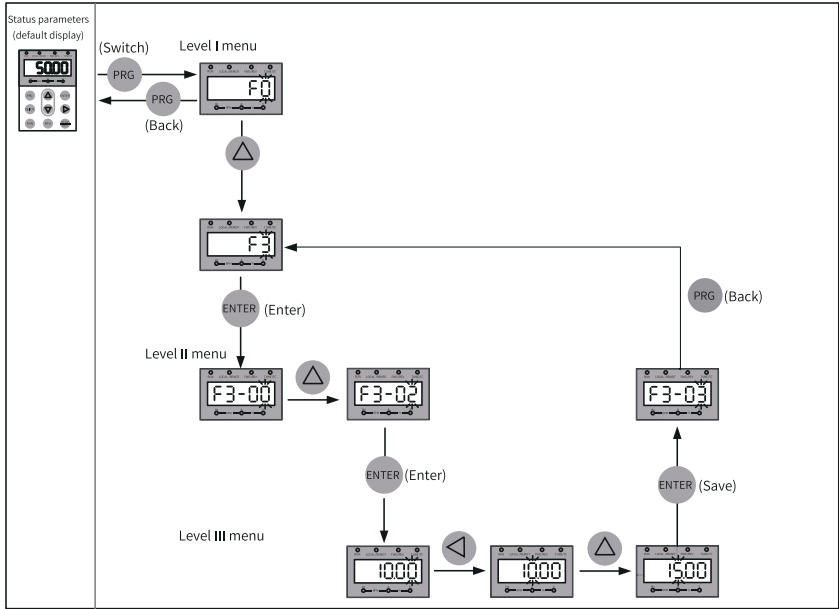 Status parameters
(default display)
50.00
(Switch)
PRG
PRG
(Back)
Level I menu
F0
F3
ENTER (Enter)
PRG (Back)
Level II menu
F3-00
F3-02
F3-03
ENTER (Enter)
ENTER (Save)
Level III menu
10.00
10.00
15.00